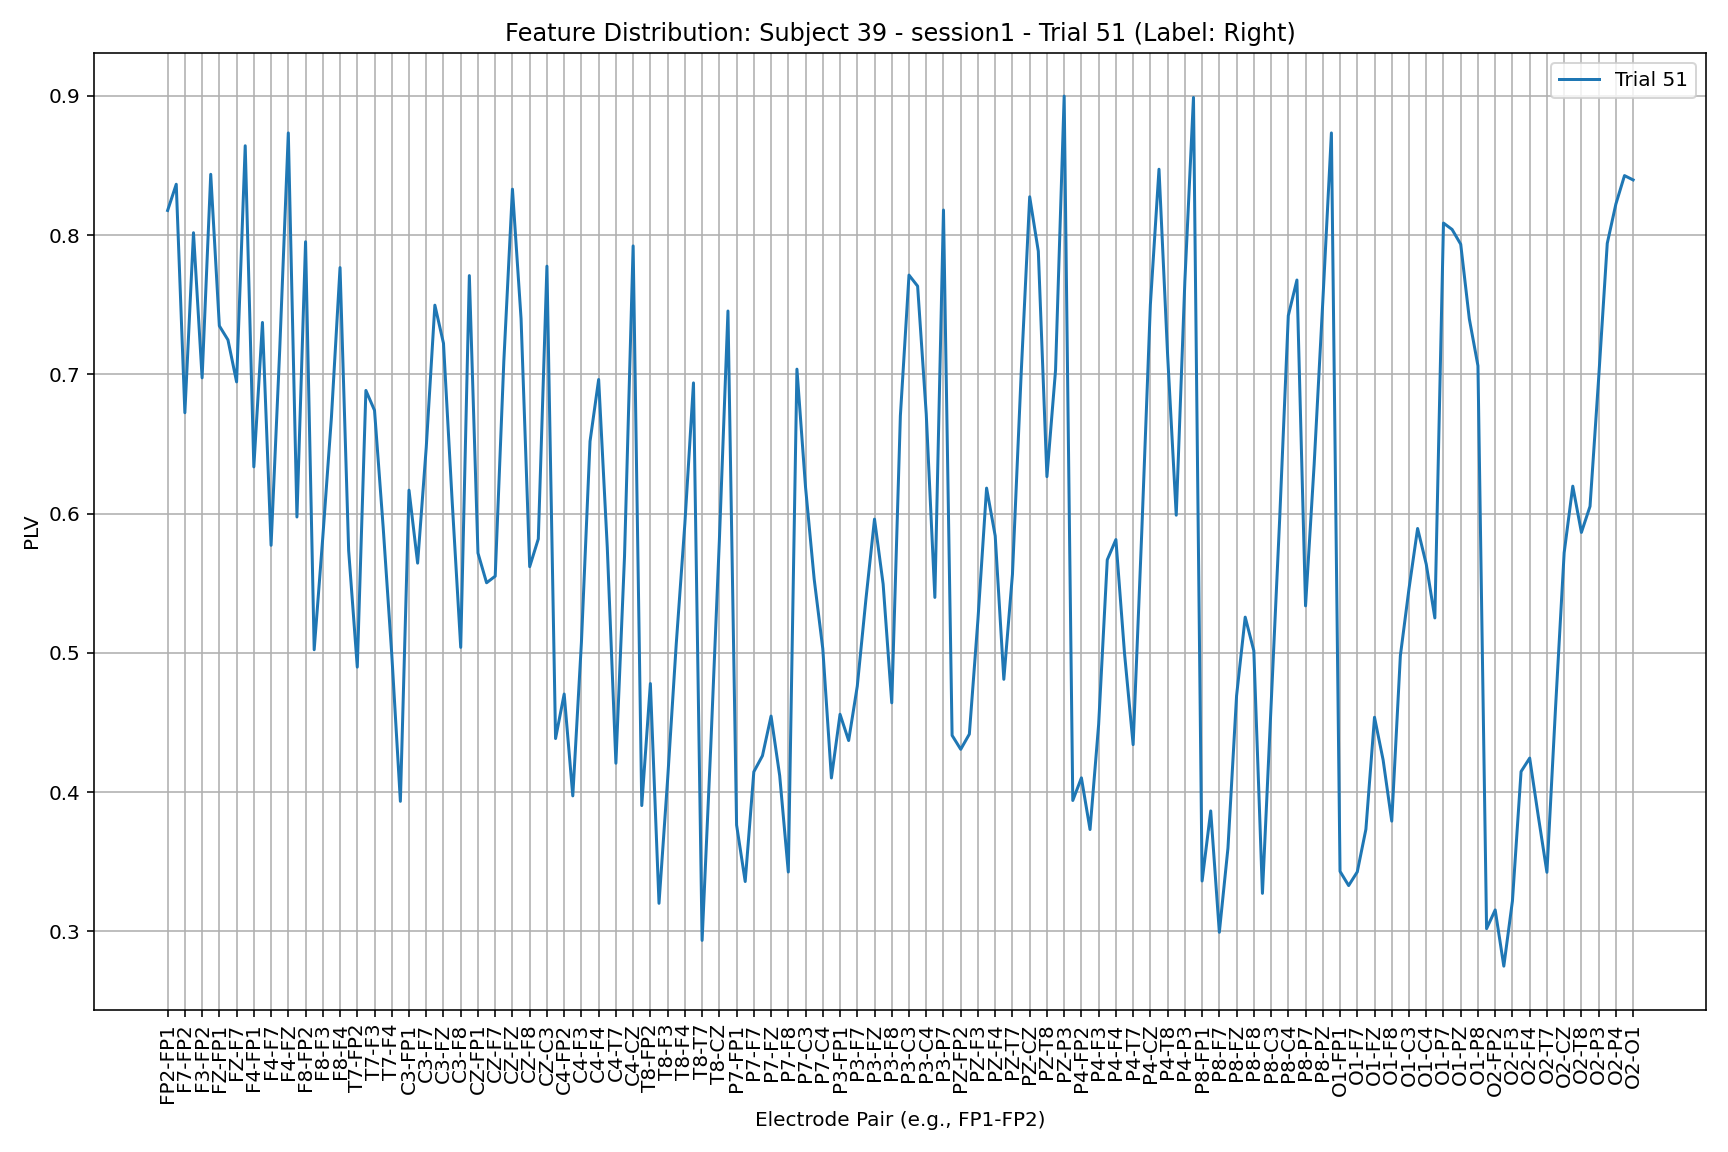 Feature Distribution: Subject 39 - session1 - Trial 51 (Label: Right)
Trial 51
0.9
0.8
0.7
0.6
0.5
0.4
0.3
PLV
FP2-FP1
F7-FP2
F3-FP2
FZ-FP1
FZ-F7
F4-FP1
F4-F7
F4-FZ
F8-FP2
F8-F3
F8-F4
T7-FP2
T7-F3
T7-F4
C3-FP1
C3-F7
C3-FZ
C3-F8
CZ-FP1
CZ-F7
CZ-FZ
CZ-F8
CZ-C3
C4-FP2
C4-F3
C4-F4
C4-T7
C4-CZ
T8-FP2
T8-F3
T8-F4
T8-T7
T8-CZ
P7-FP1
P7-F7
P7-FZ
P7-F8
P7-C3
P7-C4
P3-FP1
P3-F7
P3-FZ
P3-F8
P3-C3
P3-C4
P3-P7
PZ-FP2
PZ-F3
PZ-F4
PZ-T7
PZ-CZ
PZ-T8
PZ-P3
P4-FP2
P4-F3
P4-F4
P4-T7
P4-CZ
P4-T8
P4-P3
P8-FP1
P8-F7
P8-FZ
P8-F8
P8-C3
P8-C4
P8-P7
P8-PZ
O1-FP1
O1-F7
O1-FZ
O1-F8
O1-C3
O1-C4
O1-P7
O1-PZ
O1-P8
O2-FP2
O2-F3
O2-F4
O2-T7
O2-CZ
O2-T8
O2-P3
O2-P4
O2-O1
Electrode Pair (e.g., FP1-FP2)